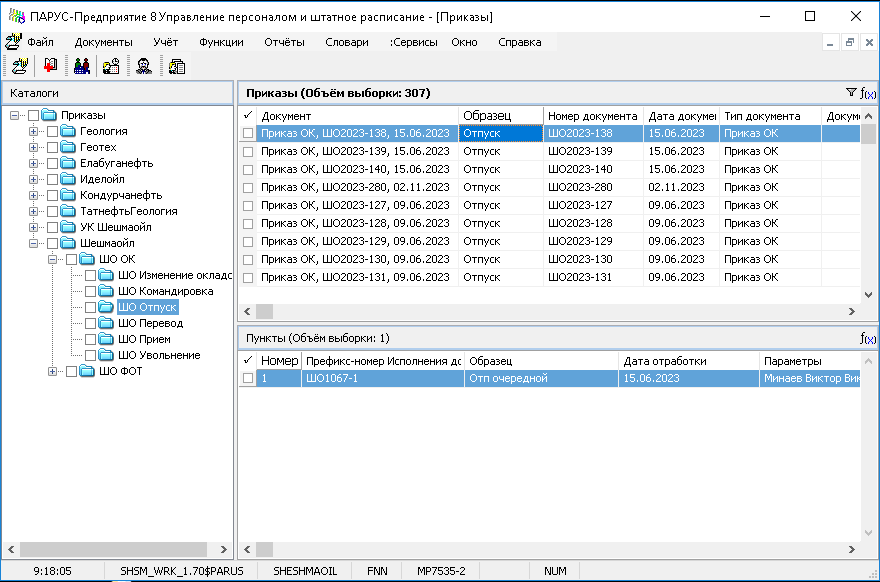 ПАРУС-Предприятие 8 Управление персоналом и штатное расписание - [Приказы]
Файл Документы Учёт Функции Отчёты Словари :Сервисы Окно Справка
Каталоги
Приказы
Геология
Геотех
Елабуганефть
Иделойл
Кондурчанефть
ТатнефтьГеология
УК Шешмаойл
Шешмаойл
ШО ОК
ШО Изменение окладс
ШО Командировка
ШО Отпуск
ШО Перевод
ШО Прием
ШО Увольнение
ШО ФОТ
Приказы (Объём выборки: 307) f(x)
Документ Образец Номер документа Дата докумен Тип документа Докум
Приказ ОК, ШО2023-138, 15.06.2023 Отпуск ШО2023-138 15.06.2023 Приказ ОК
Приказ ОК, ШО2023-139, 15.06.2023 Отпуск ШО2023-139 15.06.2023 Приказ ОК
Приказ ОК, ШО2023-140, 15.06.2023 Отпуск ШО2023-140 15.06.2023 Приказ ОК
Приказ ОК, ШО2023-280, 02.11.2023 Отпуск ШО2023-280 02.11.2023 Приказ ОК
Приказ ОК, ШО2023-127, 09.06.2023 Отпуск ШО2023-127 09.06.2023 Приказ ОК
Приказ ОК, ШО2023-128, 09.06.2023 Отпуск ШО2023-128 09.06.2023 Приказ ОК
Приказ ОК, ШО2023-129, 09.06.2023 Отпуск ШО2023-129 09.06.2023 Приказ ОК
Приказ ОК, ШО2023-130, 09.06.2023 Отпуск ШО2023-130 09.06.2023 Приказ ОК
Приказ ОК, ШО2023-131, 09.06.2023 Отпуск ШО2023-131 09.06.2023 Приказ ОК
Пункты (Объём выборки: 1) f(x)
Номер Префикс-номер Исполнения до Образец Дата отработки Параметры
1 ШО1067-1 Отп очередной 15.06.2023 Минаев Виктор Вик
9:18:05 SHSM_WRK_1.70$PARUS SHESHMAOIL FNN MP7535-2 NUM